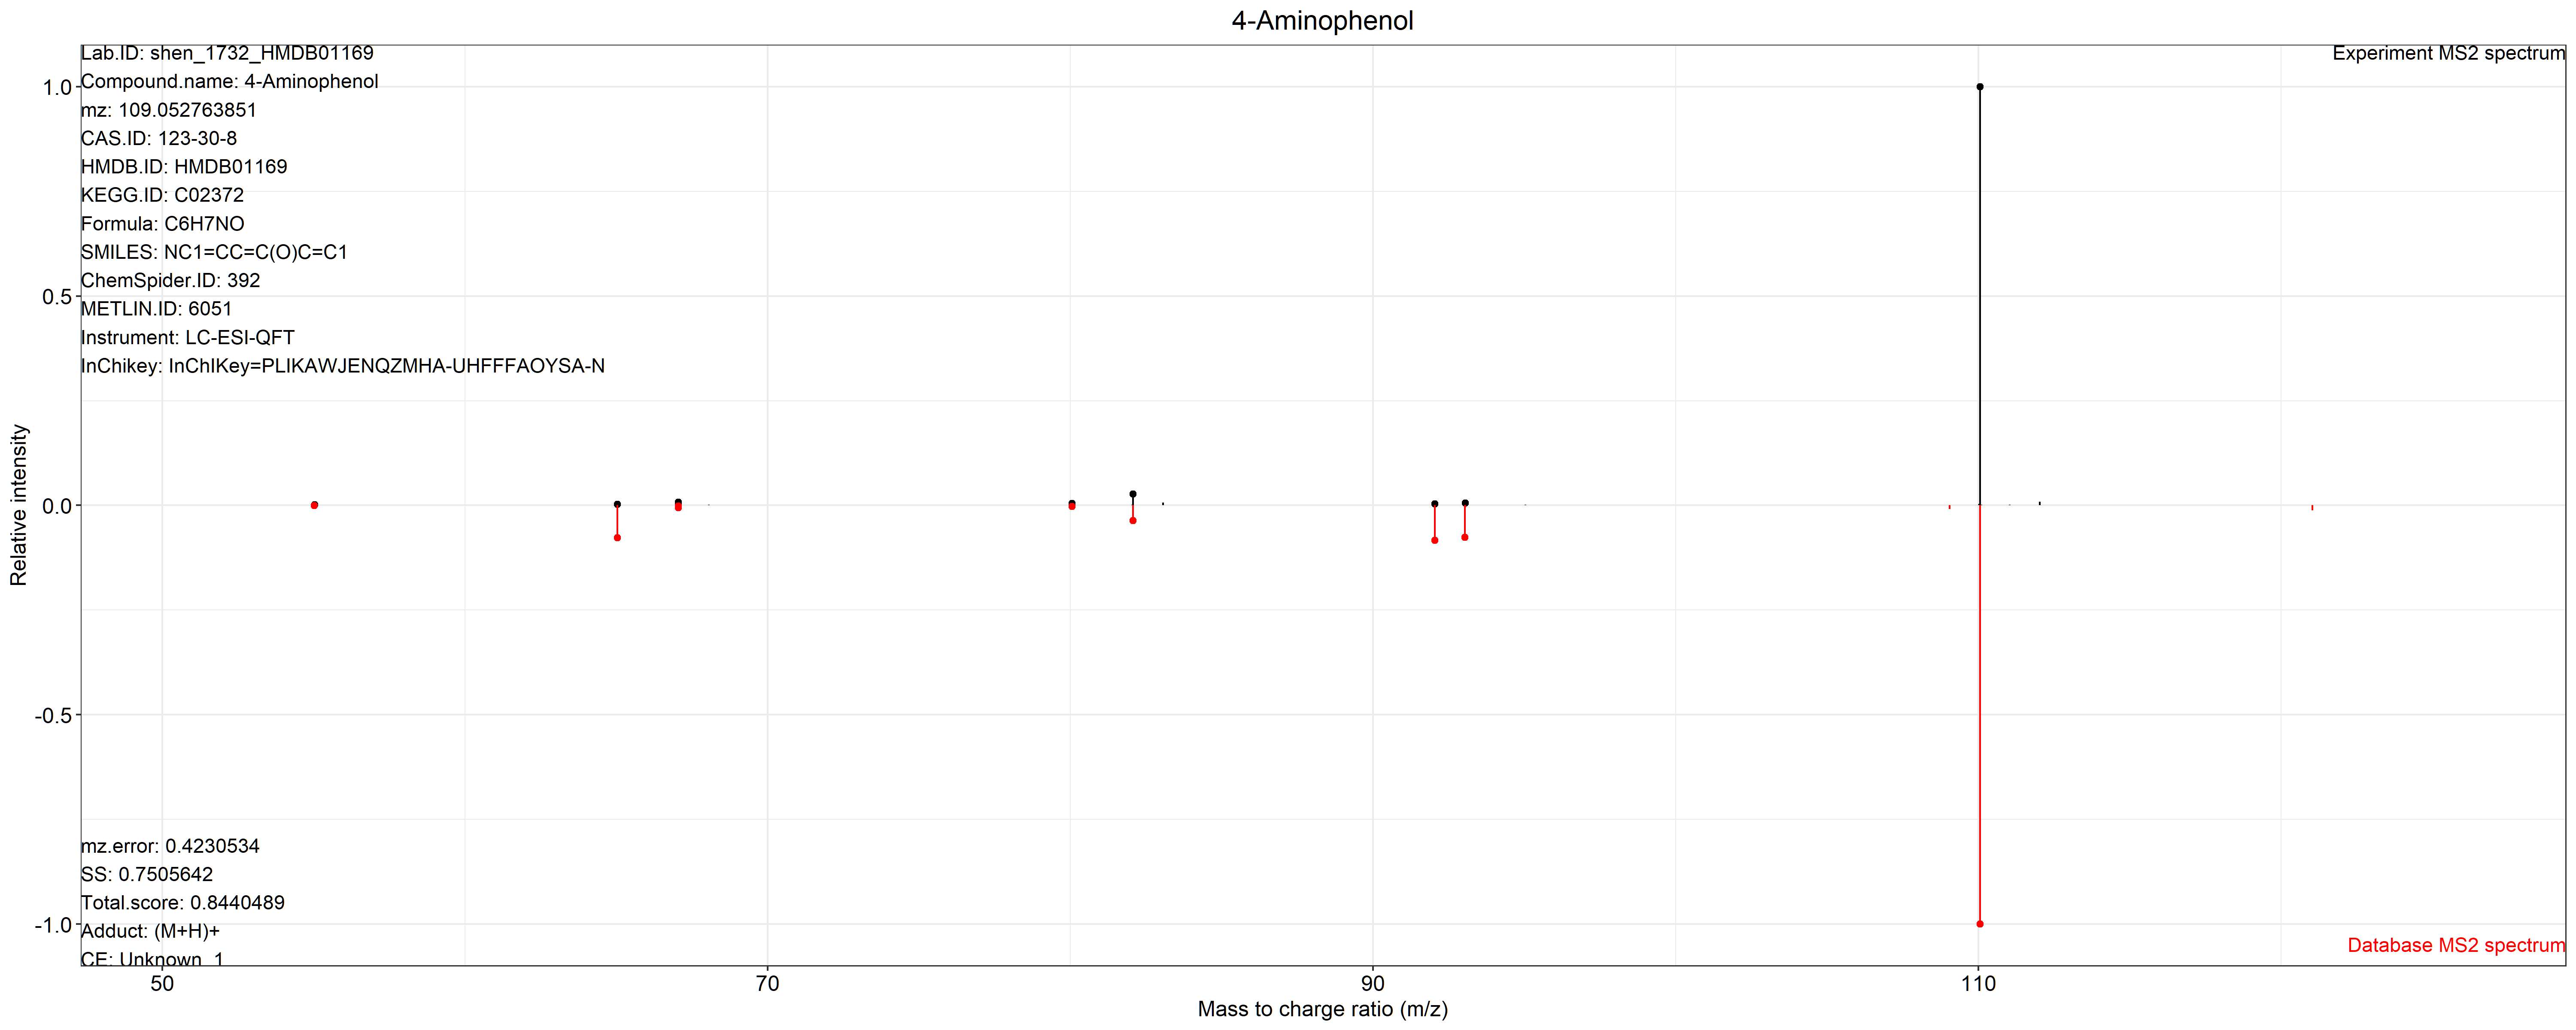 4-Aminophenol
Lab.ID: shen_1732_HMDB01169
Experiment MS2 spectrum
Compound.name: 4-Aminophenol
mz: 109.052763851
CAS.ID: 123-30-8
HMDB.ID: HMDB01169
KEGG.ID: C02372
Formula: C6H7NO
SMILES: NC1=CC=C(O)C=C1
ChemSpider.ID: 392
METLIN.ID: 6051
Instrument: LC-ESI-QFT
InChikey: InChIKey=PLIKAWJENQZMHA-UHFFFAOYSA-N
1.0
0.5
0.0
-0.5
-1.0
Relative intensity
mz.error: 0.4230534
SS: 0.7505642
Total.score: 0.8440489
Adduct: (M+H)+
CE: Unknown_1
Database MS2 spectrum
50
70
90
110
Mass to charge ratio (m/z)